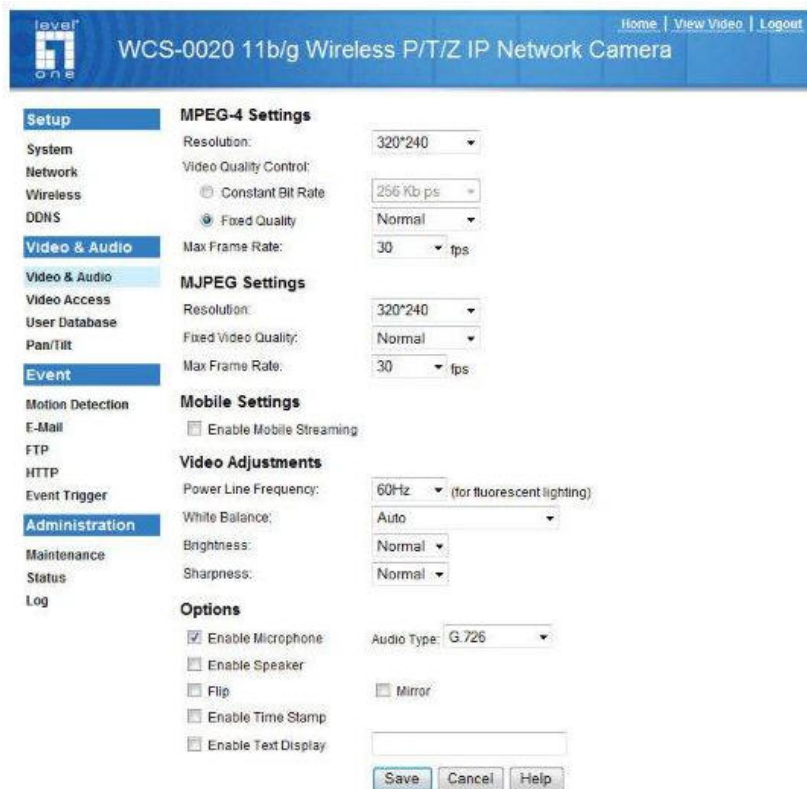 level
one
Home | View Video | Logout
WCS-0020 11b/g Wireless P/T/Z IP Network Camera
Setup
System
Network
Wireless
DDNS
Video & Audio
Video & Audio
Video Access
User Database
Pan/Tilt
Event
Motion Detection
E-Mail
FTP
HTTP
Event Trigger
Administration
Maintenance
Status
Log
MPEG-4 Settings
Resolution: 320*240
Video Quality Control:
Constant Bit Rate 256 Kbps
Fixed Quality Normal
Max Frame Rate: 30 fps
MJPEG Settings
Resolution: 320*240
Fixed Video Quality: Normal
Max Frame Rate: 30 fps
Mobile Settings
Enable Mobile Streaming
Video Adjustments
Power Line Frequency: 60Hz (for fluorescent lighting)
White Balance: Auto
Brightness: Normal
Sharpness: Normal
Options
Enable Microphone Audio Type: G.726
Enable Speaker
Flip Mirror
Enable Time Stamp
Enable Text Display
Save Cancel Help